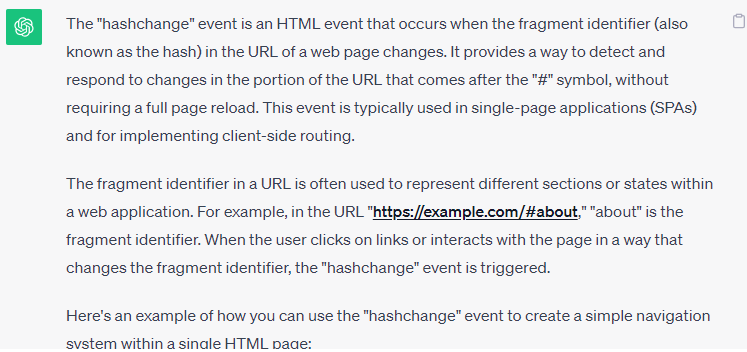 The "hashchange" event is an HTML event that occurs when the fragment identifier (also
known as the hash) in the URL of a web page changes. It provides a way to detect and
respond to changes in the portion of the URL that comes after the "#" symbol, without
requiring a full page reload. This event is typically used in single-page applications (SPAs)
and for implementing client-side routing.
The fragment identifier in a URL is often used to represent different sections or states within
a web application. For example, in the URL "https://example.com/#about," "about" is the
fragment identifier. When the user clicks on links or interacts with the page in a way that
changes the fragment identifier, the "hashchange" event is triggered.
Here's an example of how you can use the "hashchange" event to create a simple navigation
system within a single HTML page: